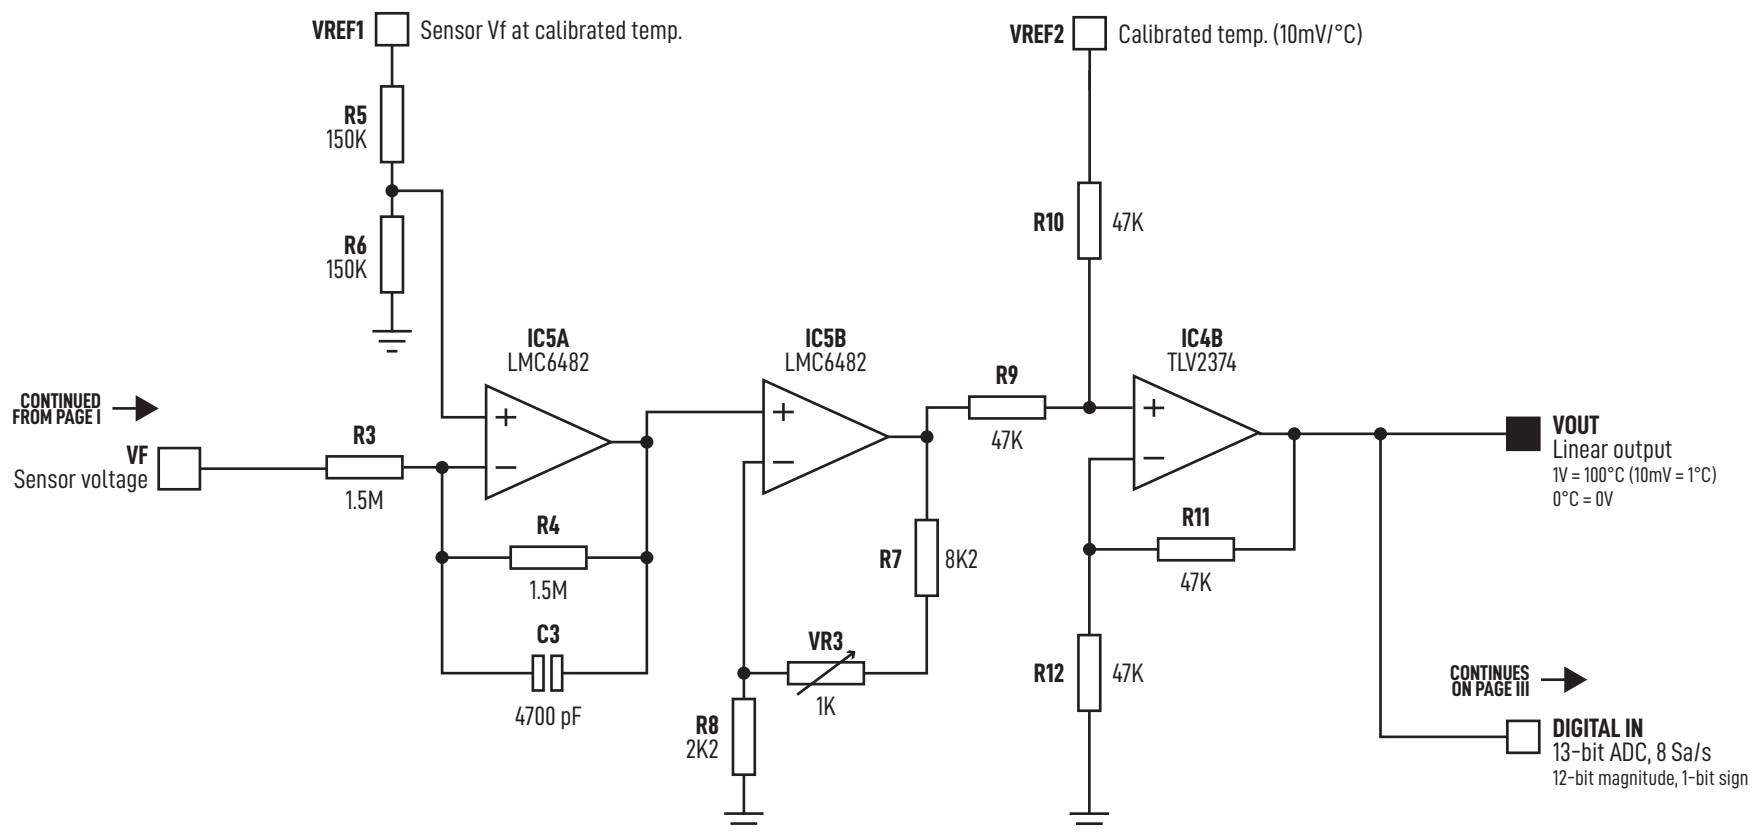 VREF1
Sensor Vf at calibrated temp.
VREF2
Calibrated temp. (10mV/°C)
R5
150K
R6
150K
R10
47K
IC5A
LMC6482
IC5B
LMC6482
IC4B
TLV2374
CONTINUED
FROM PAGE I
VF
Sensor voltage
R3
1.5M
+
−
R4
1.5M
C3
4700 pF
+
−
R7
8K2
VR3
1K
R8
2K2
R9
47K
+
−
R11
47K
R12
47K
VOUT
Linear output
1V = 100°C (10mV = 1°C)
0°C = 0V
CONTINUES
ON PAGE III
DIGITAL IN
13-bit ADC, 8 Sa/s
12-bit magnitude, 1-bit sign